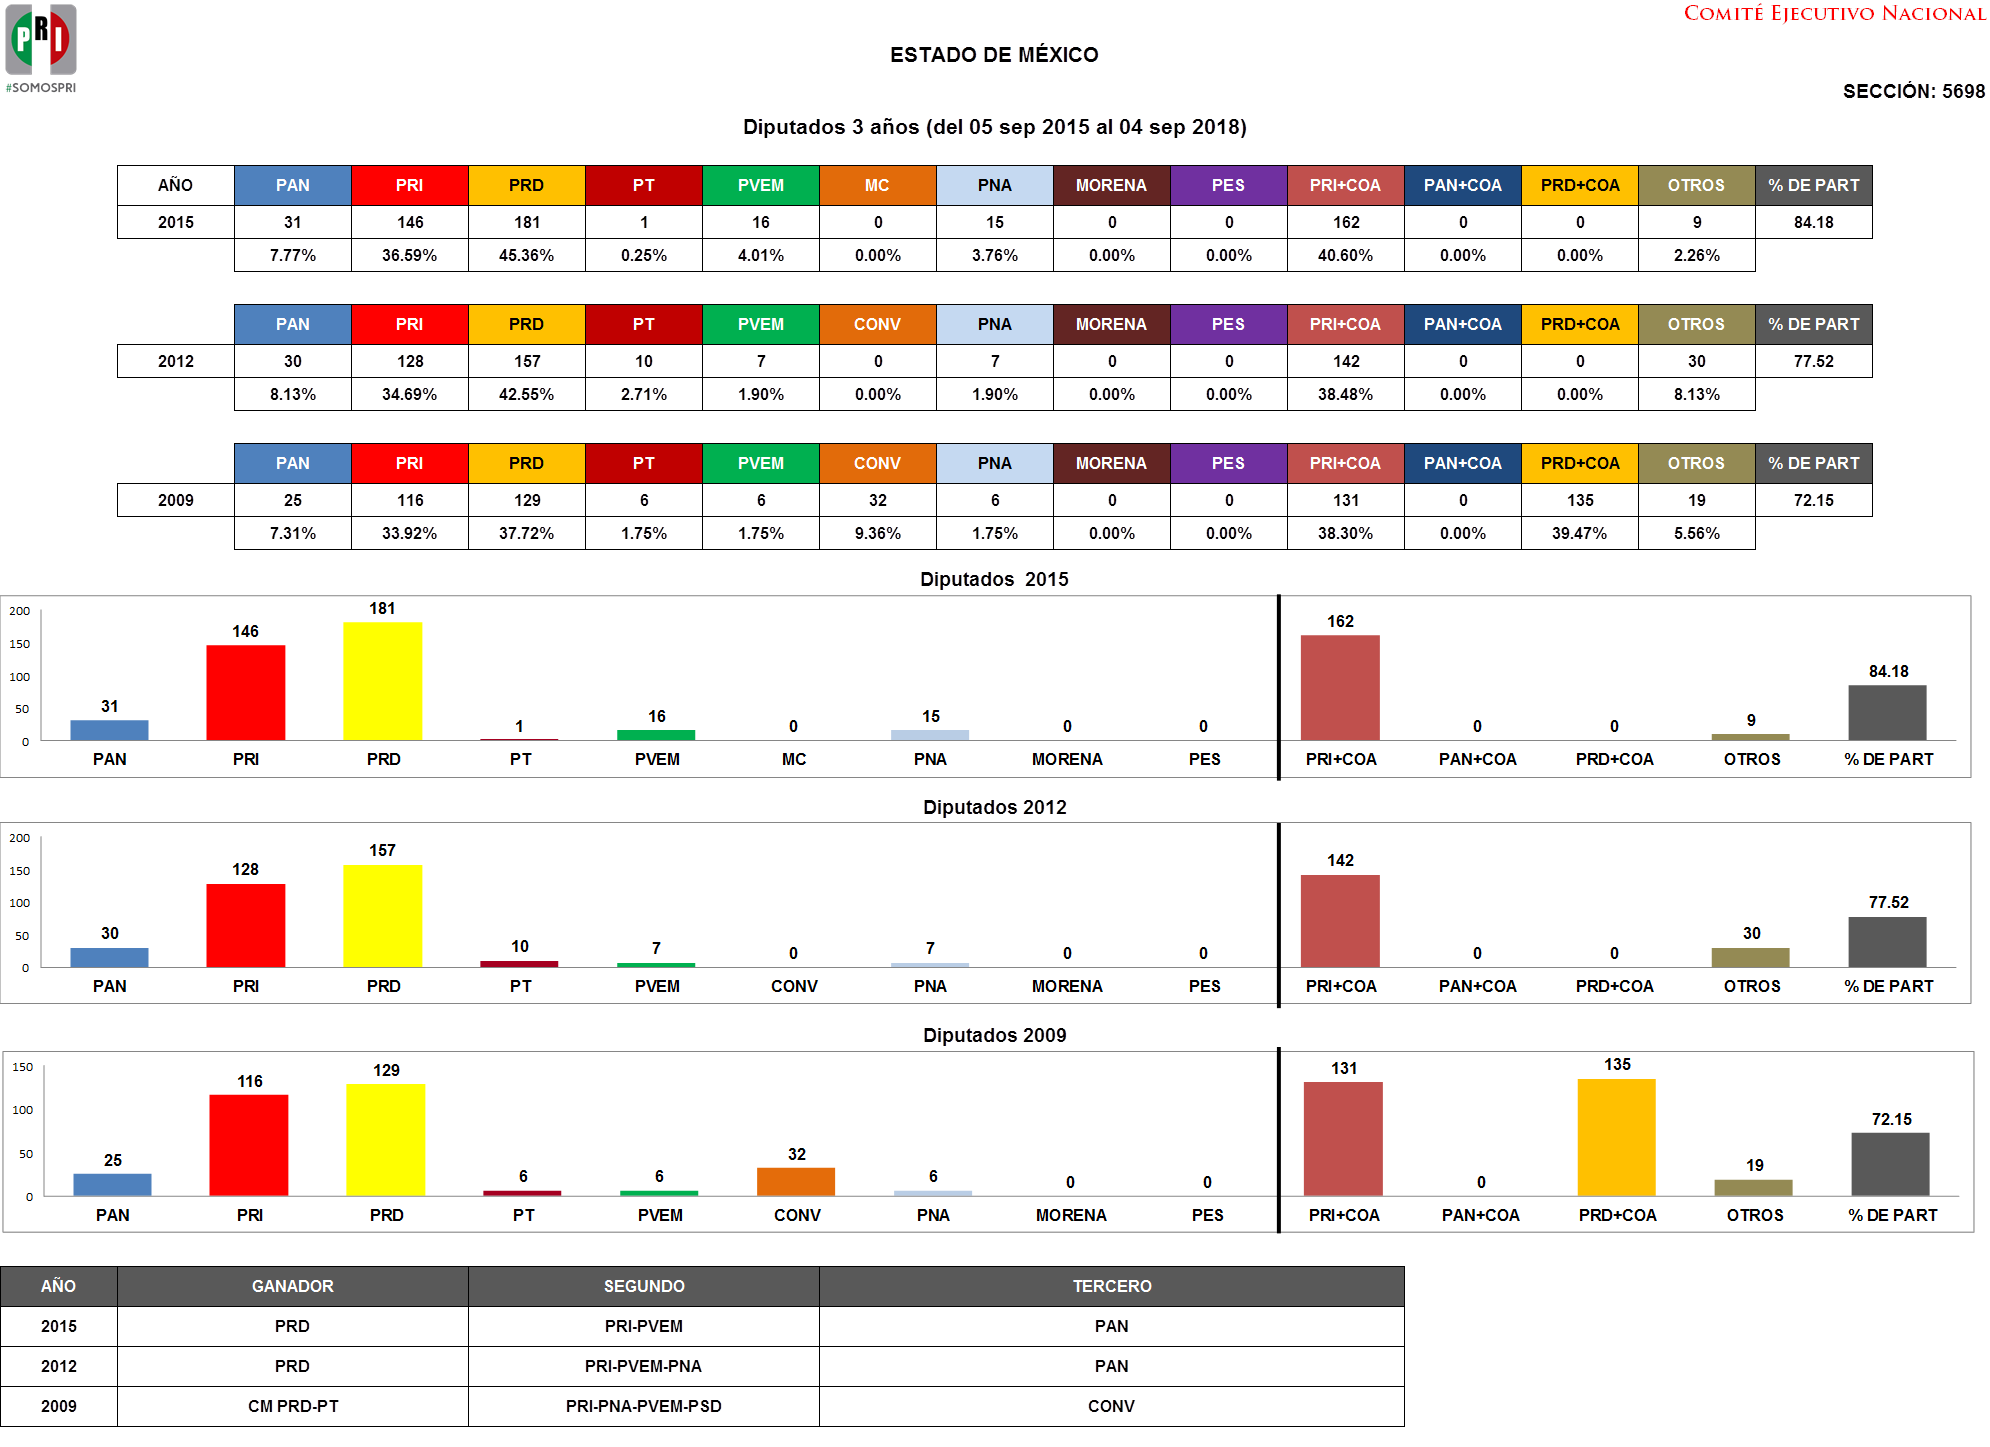 PRI
#SOMOSPRI
COMITÉ EJECUTIVO NACIONAL
ESTADO DE MÉXICO
SECCIÓN: 5698
Diputados 3 años (del 05 sep 2015 al 04 sep 2018)
AÑO PAN PRI PRD PT PVEM MC PNA MORENA PES PRI+COA PAN+COA PRD+COA OTROS % DE PART
2015 31 146 181 1 16 0 15 0 0 162 0 0 9 84.18
7.77% 36.59% 45.36% 0.25% 4.01% 0.00% 3.76% 0.00% 0.00% 40.60% 0.00% 0.00% 2.26%
PAN PRI PRD PT PVEM CONV PNA MORENA PES PRI+COA PAN+COA PRD+COA OTROS % DE PART
2012 30 128 157 10 7 0 7 0 0 142 0 0 30 77.52
8.13% 34.69% 42.55% 2.71% 1.90% 0.00% 1.90% 0.00% 0.00% 38.48% 0.00% 0.00% 8.13%
PAN PRI PRD PT PVEM CONV PNA MORENA PES PRI+COA PAN+COA PRD+COA OTROS % DE PART
2009 25 116 129 6 6 32 6 0 0 131 0 135 19 72.15
7.31% 33.92% 37.72% 1.75% 1.75% 9.36% 1.75% 0.00% 0.00% 38.30% 0.00% 39.47% 5.56%
Diputados 2015
200
150
100
50
0
31 146 181 1 16 0 15 0 0 162 0 0 9 84.18
PAN PRI PRD PT PVEM MC PNA MORENA PES PRI+COA PAN+COA PRD+COA OTROS % DE PART
Diputados 2012
200
150
100
50
0
30 128 157 10 7 0 7 0 0 142 0 0 30 77.52
PAN PRI PRD PT PVEM CONV PNA MORENA PES PRI+COA PAN+COA PRD+COA OTROS % DE PART
Diputados 2009
150
100
50
0
25 116 129 6 6 32 6 0 0 131 0 135 19 72.15
PAN PRI PRD PT PVEM CONV PNA MORENA PES PRI+COA PAN+COA PRD+COA OTROS % DE PART
AÑO GANADOR SEGUNDO TERCERO
2015 PRD PRI-PVEM PAN
2012 PRD PRI-PVEM-PNA PAN
2009 CM PRD-PT PRI-PNA-PVEM-PSD CONV